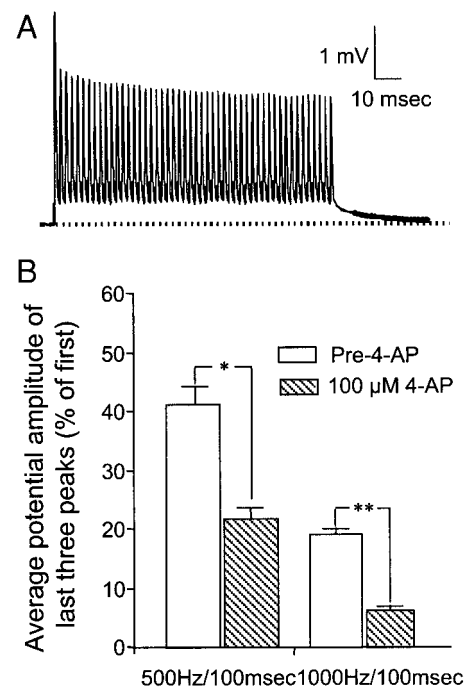 A
1 mV
10 msec
B
Average potential amplitude of
last three peaks (% of first)
60
50
40
30
20
10
0
Pre-4-AP
100 µM 4-AP
*
**
500Hz/100msec
1000Hz/100msec